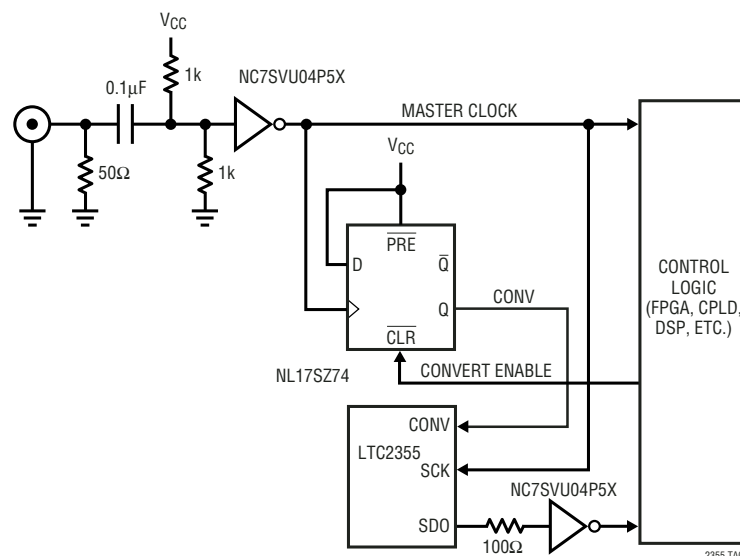 VCC
0.1µF
1k
NC7SVU04P5X
MASTER CLOCK
50Ω
1k
VCC
PRE
D
Q
Q
CONV
CLR
NL17SZ74
CONVERT ENABLE
CONTROL
LOGIC
(FPGA, CPLD,
DSP, ETC.)
CONV
LTC2355
SCK
NC7SVU04P5X
SDO
100Ω